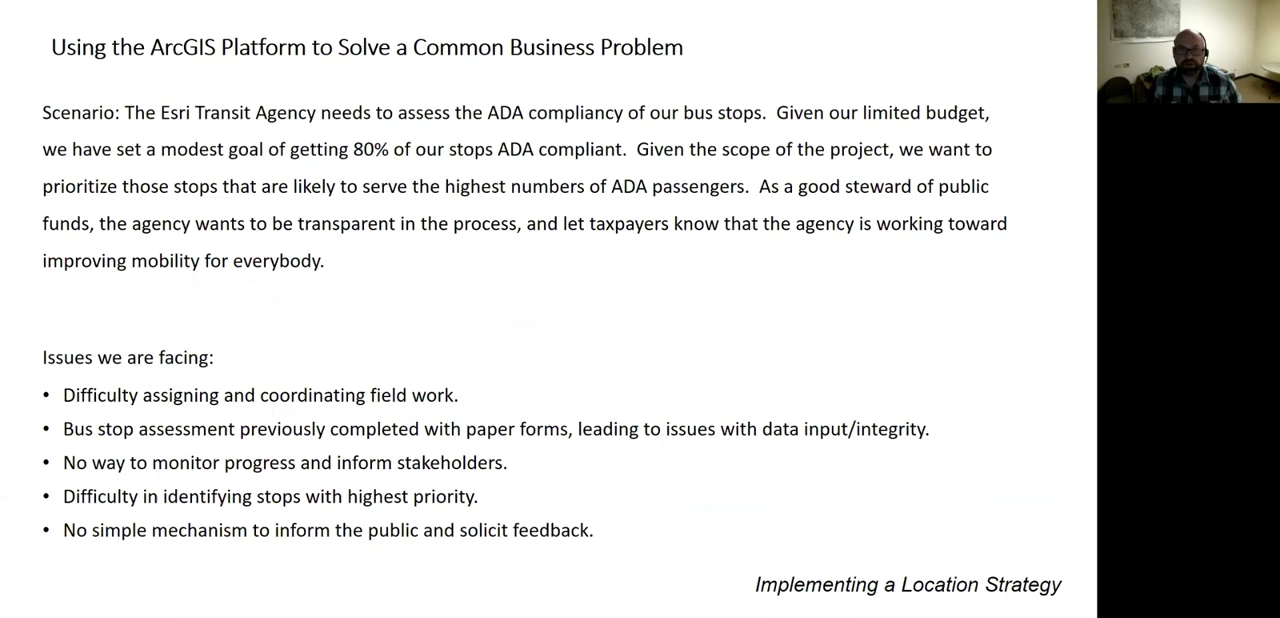 Using the ArcGIS Platform to Solve a Common Business Problem
Scenario: The Esri Transit Agency needs to assess the ADA compliancy of our bus stops. Given our limited budget,
we have set a modest goal of getting 80% of our stops ADA compliant. Given the scope of the project, we want to
prioritize those stops that are likely to serve the highest numbers of ADA passengers. As a good steward of public
funds, the agency wants to be transparent in the process, and let taxpayers know that the agency is working toward
improving mobility for everybody.
Issues we are facing:
• Difficulty assigning and coordinating field work.
• Bus stop assessment previously completed with paper forms, leading to issues with data input/integrity.
• No way to monitor progress and inform stakeholders.
• Difficulty in identifying stops with highest priority.
• No simple mechanism to inform the public and solicit feedback.
Implementing a Location Strategy